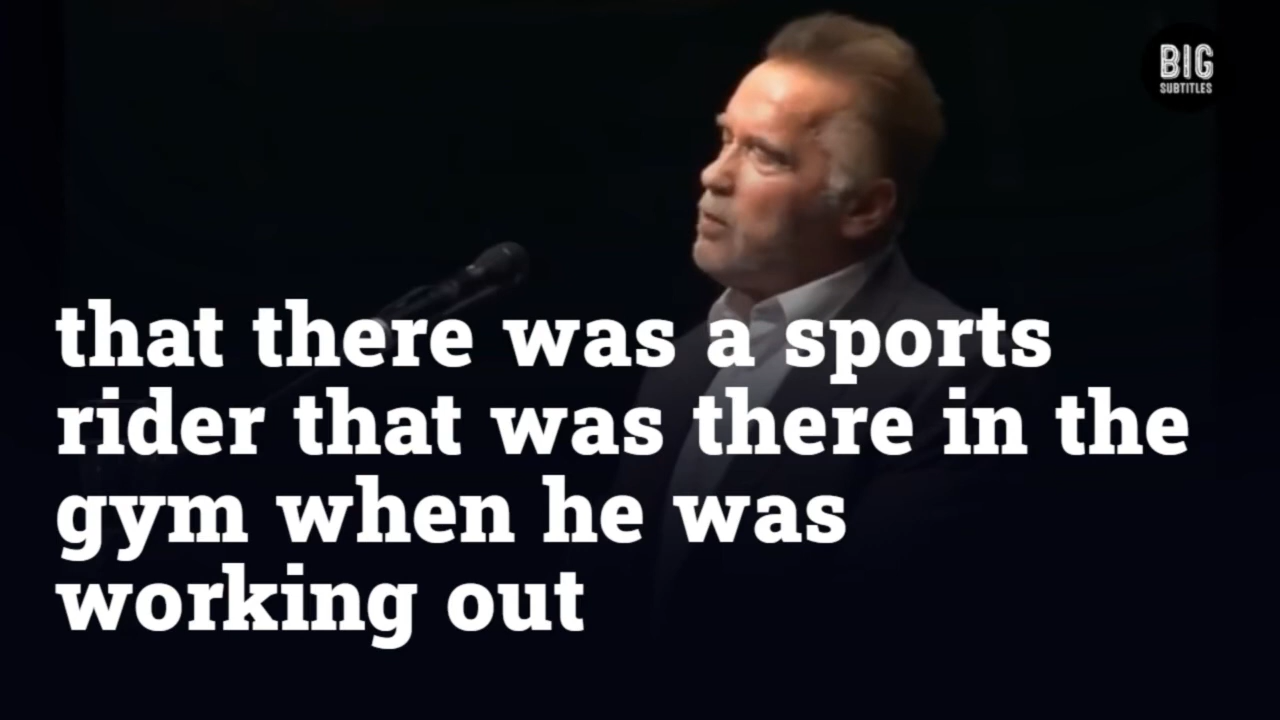 BIG
SUBTITLES
that there was a sports
rider that was there in the
gym when he was
working out